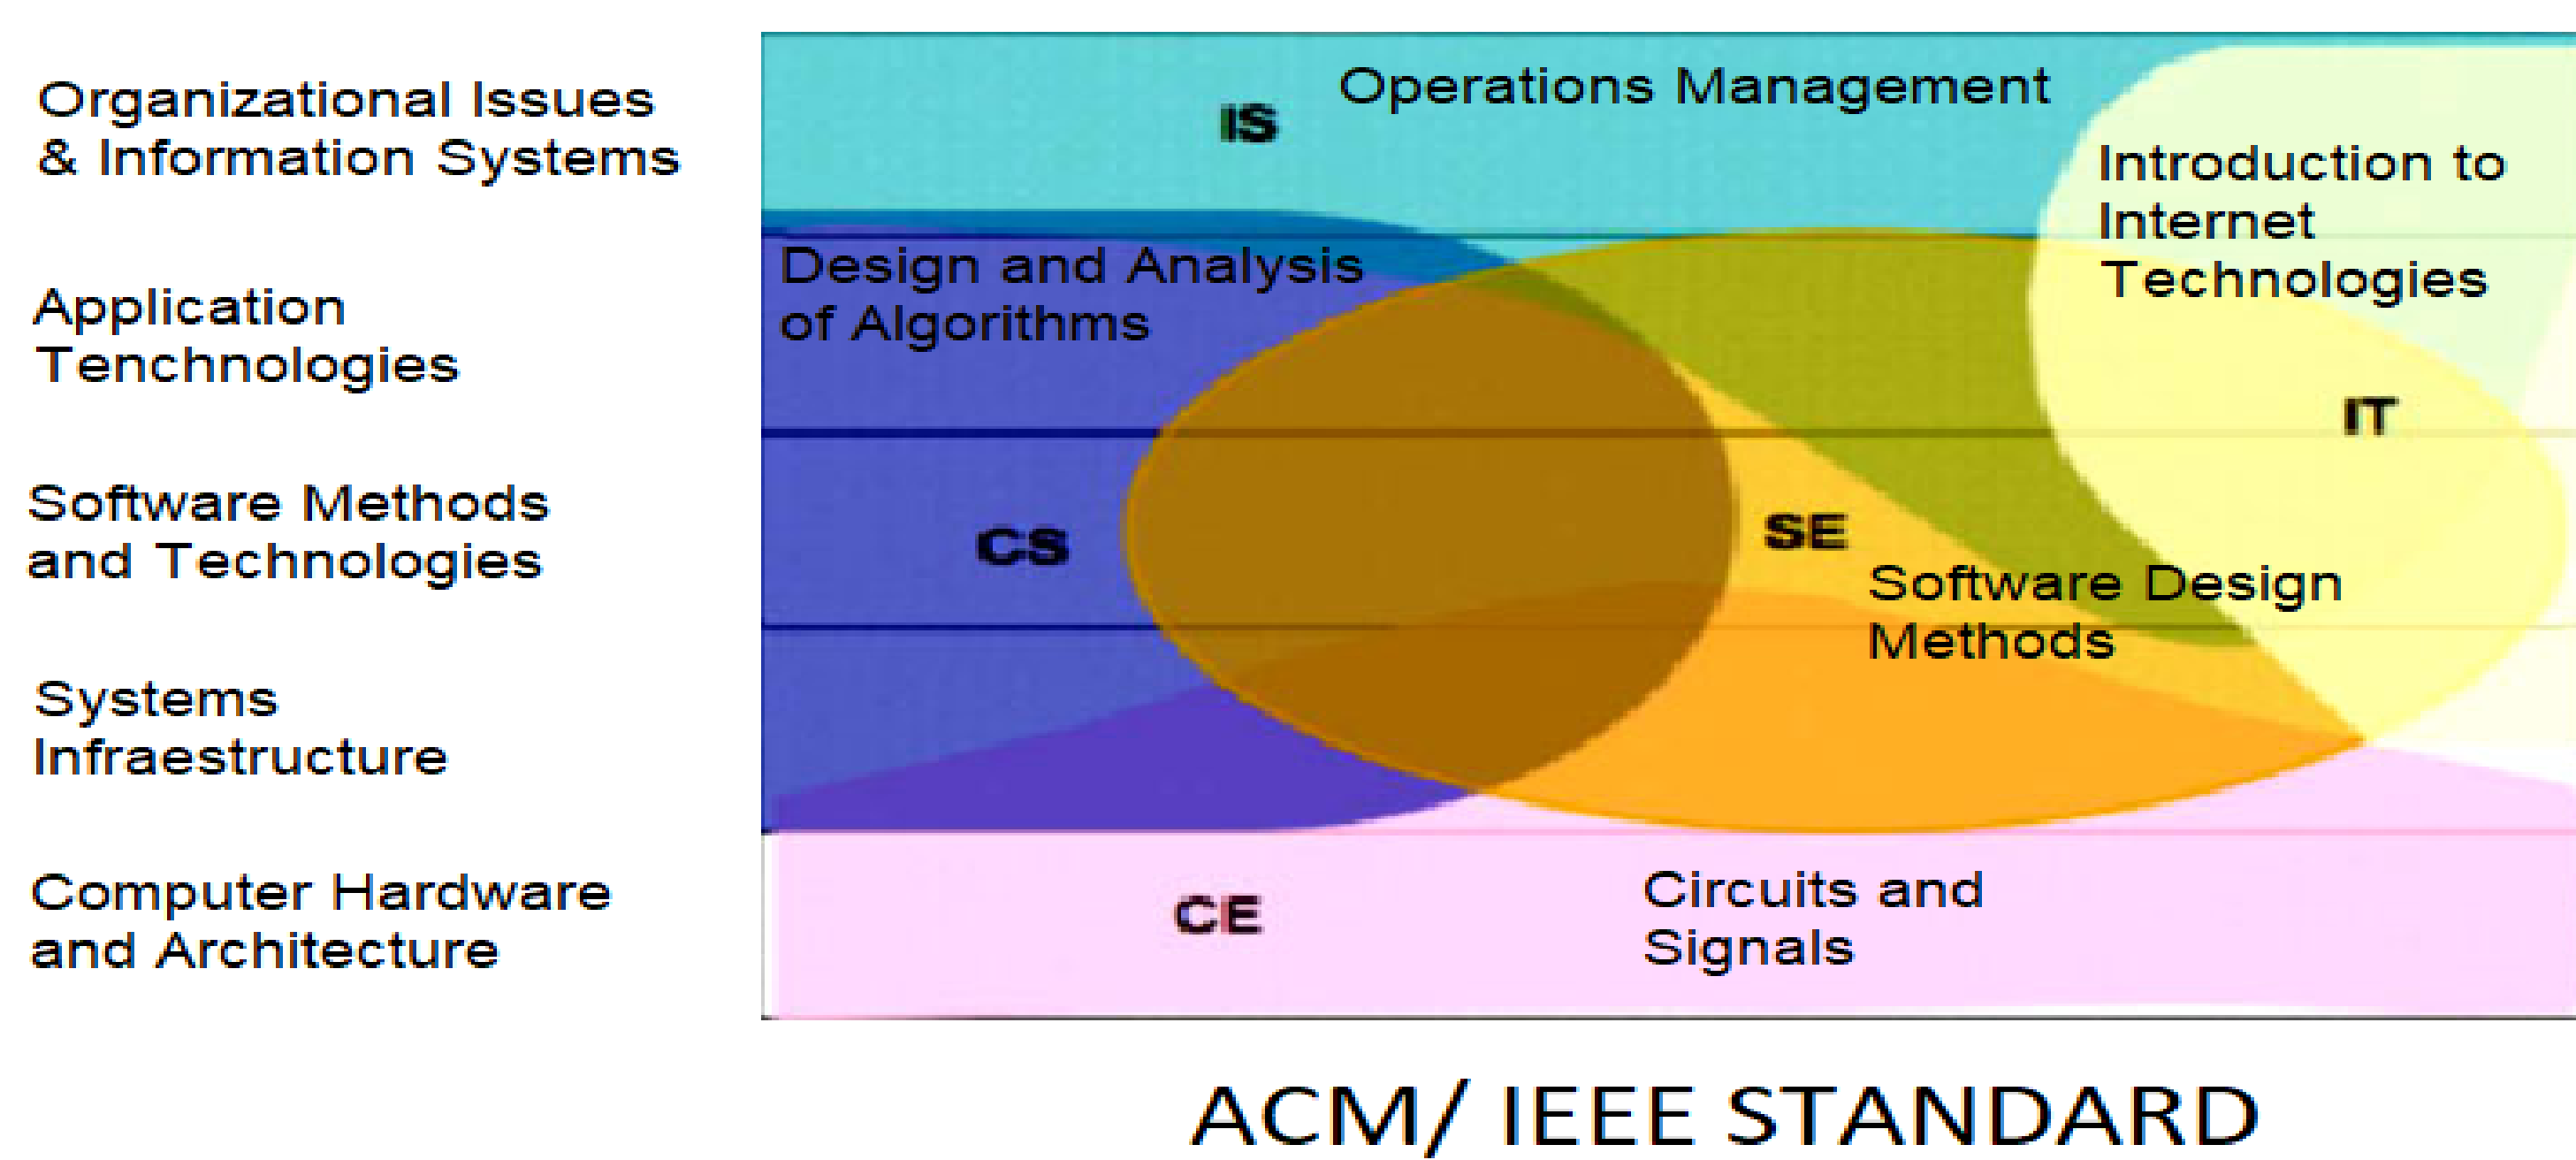 Organizational Issues
& Information Systems
Application
Tenchnologies
Software Methods
and Technologies
Systems
Infraestructure
Computer Hardware
and Architecture
IS
Operations Management
Introduction to
Internet
Technologies
Design and Analysis
of Algorithms
IT
CS
SE
Software Design
Methods
CE
Circuits and
Signals
ACM/ IEEE STANDARD